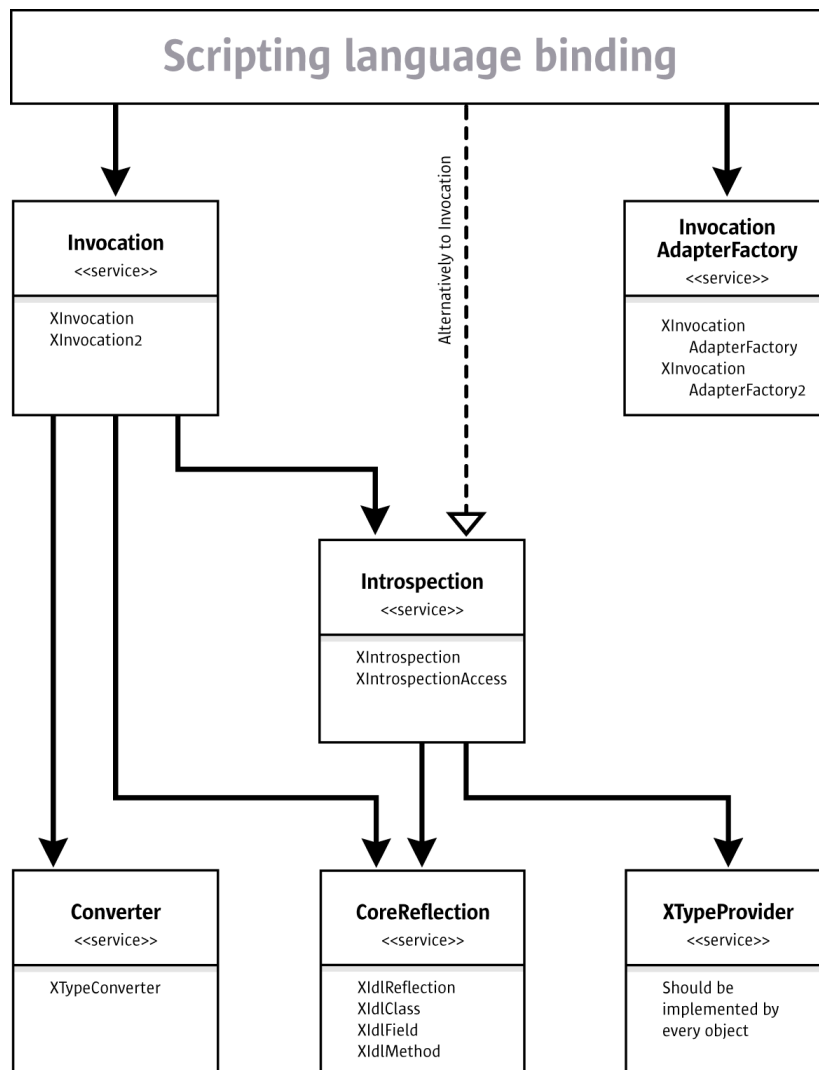 Scripting language binding
Alternatively to Invocation
Invocation
<<service>>
XInvocation
XInvocation2
Invocation
AdapterFactory
<<service>>
XInvocation
AdapterFactory
XInvocation
AdapterFactory2
Introspection
<<service>>
XIntrospection
XIntrospectionAccess
Converter
<<service>>
XTypeConverter
CoreReflection
<<service>>
XIdlReflection
XIdlClass
XIdlField
XIdlMethod
XTypeProvider
<<service>>
Should be
implemented by
every object